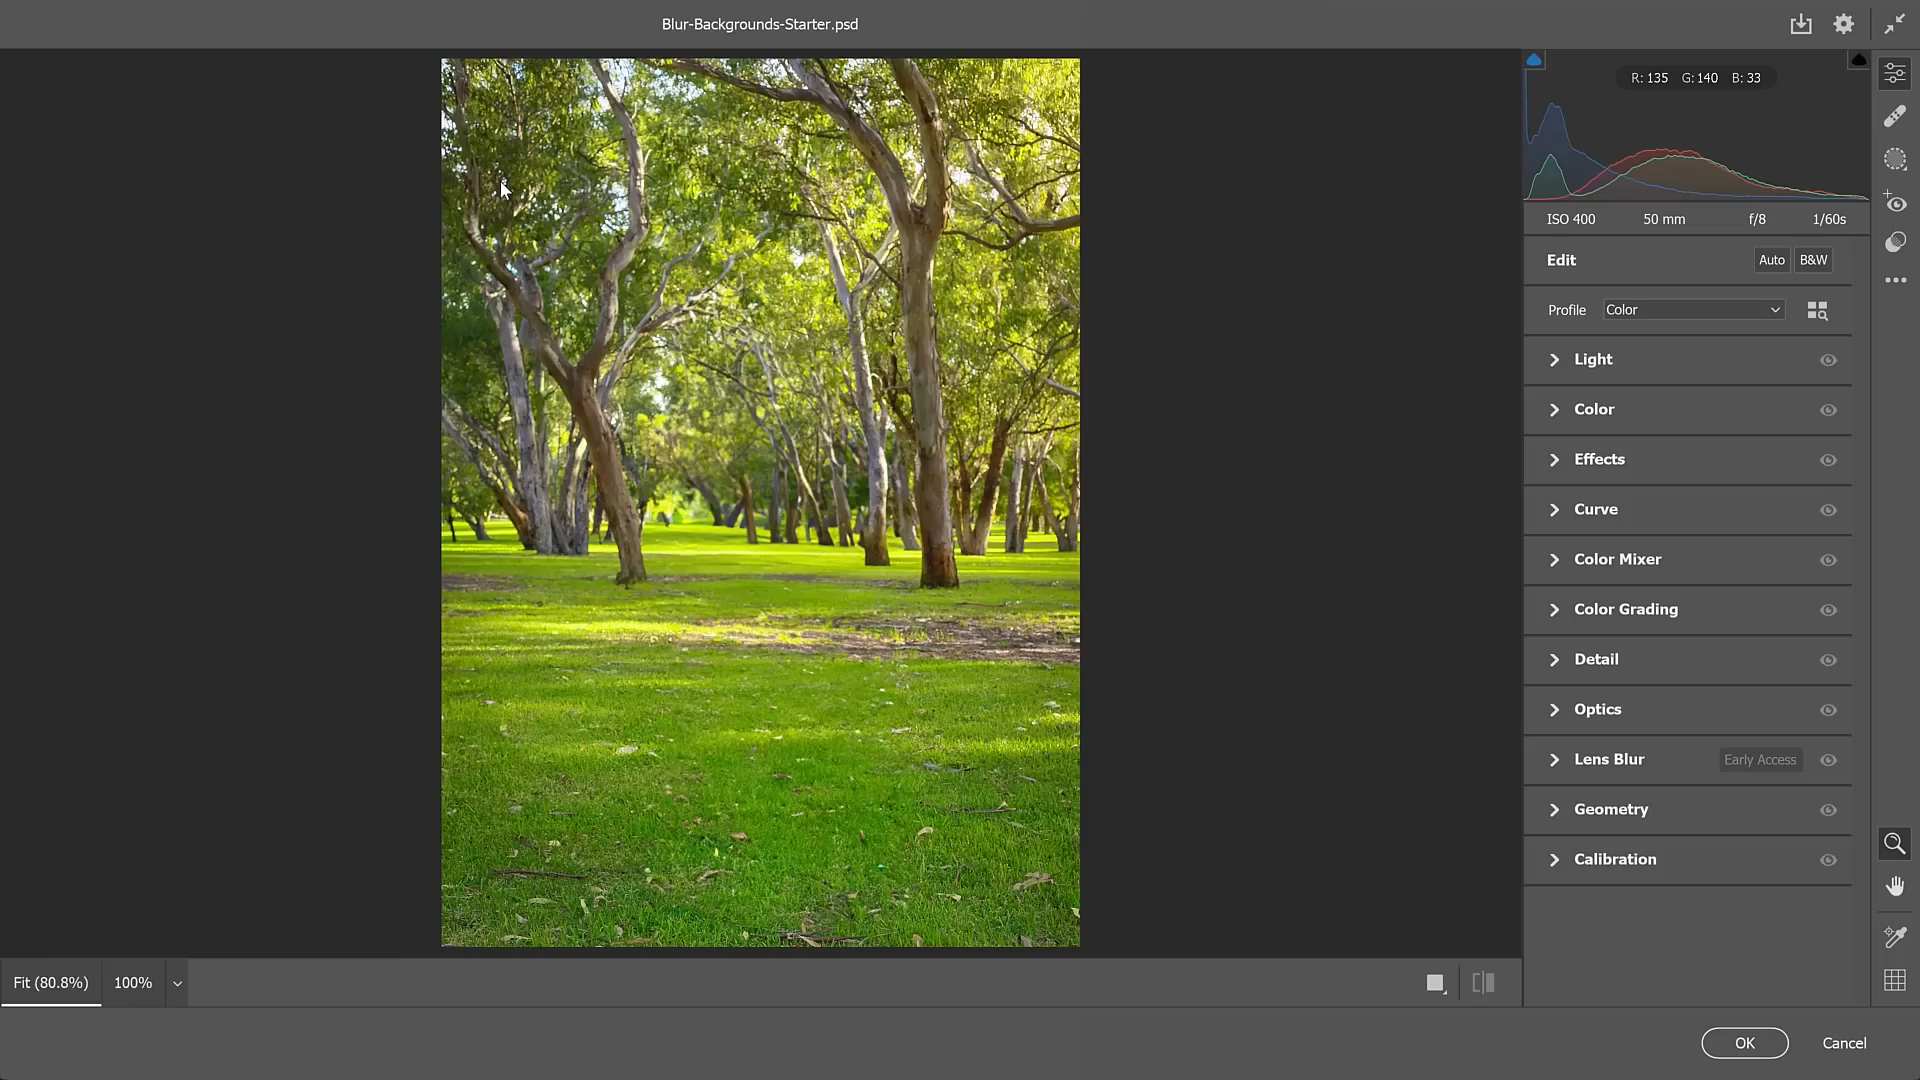 Blur-Backgrounds-Starter.psd
R: 135 G: 140 B: 33
ISO 400 50 mm f/8 1/60s
Edit Auto B&W
Profile Color
Light
Color
Effects
Curve
Color Mixer
Color Grading
Detail
Optics
Lens Blur Early Access
Geometry
Calibration
Fit (80.8%) 100%
OK Cancel